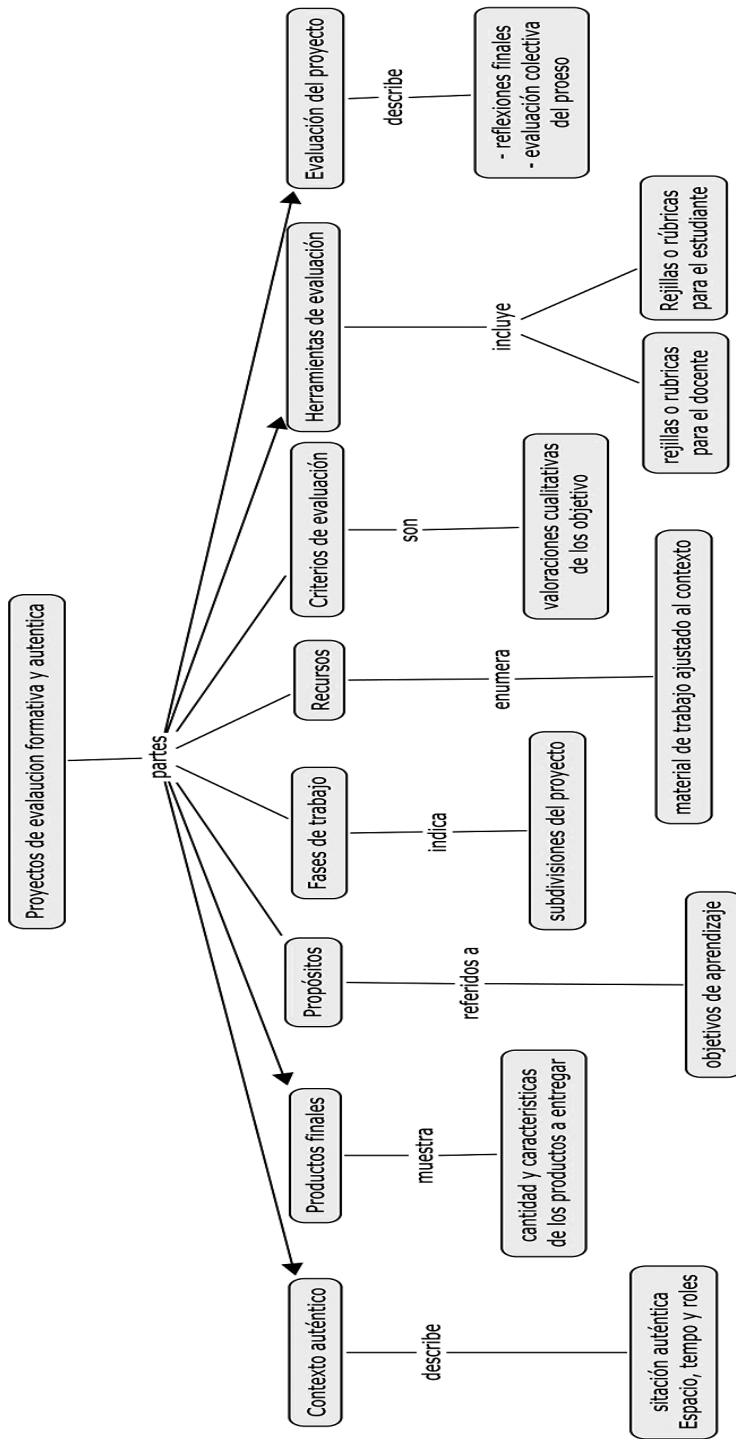 Proyectos de evalaucion formativa y autentica
partes
Contexto auténtico
Productos finales
Propósitos
Fases de trabajo
Recursos
Criterios de evaluación
Herramientas de evaluación
Evaluación del proyecto
describe
muestra
referidos a
indica
enumera
son
incluye
describe
sitación auténtica
Espacio, tempo y roles
cantidad y caracteristicas
de los productos a entregar
objetivos de aprendizaje
subdivisiones del proyecto
material de trabajo ajustado al contexto
valoraciones cualitativas
de los objetivo
rejillas o rubricas
para el docente
Rejillas o rúbricas
para el estudiante
- reflexiones finales
- evaluación colectiva
del proeso